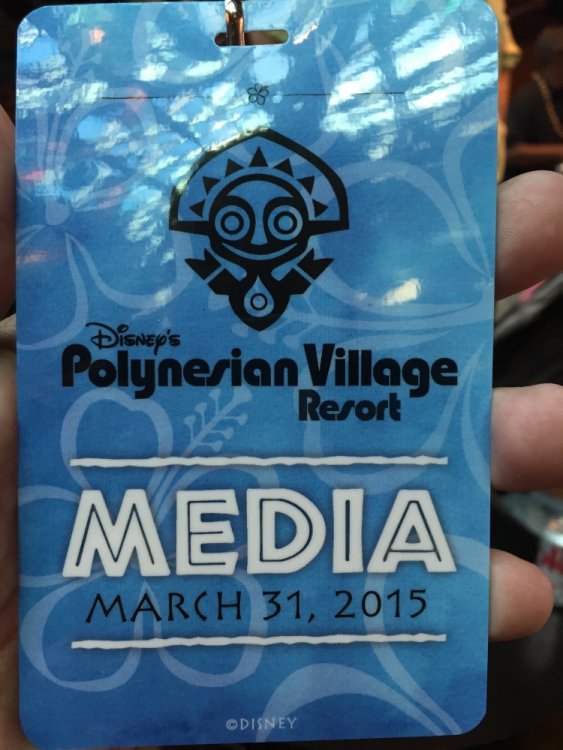 Disney's
Polynesian Village
Resort
MEDIA
MARCH 31, 2015
©DISNEY